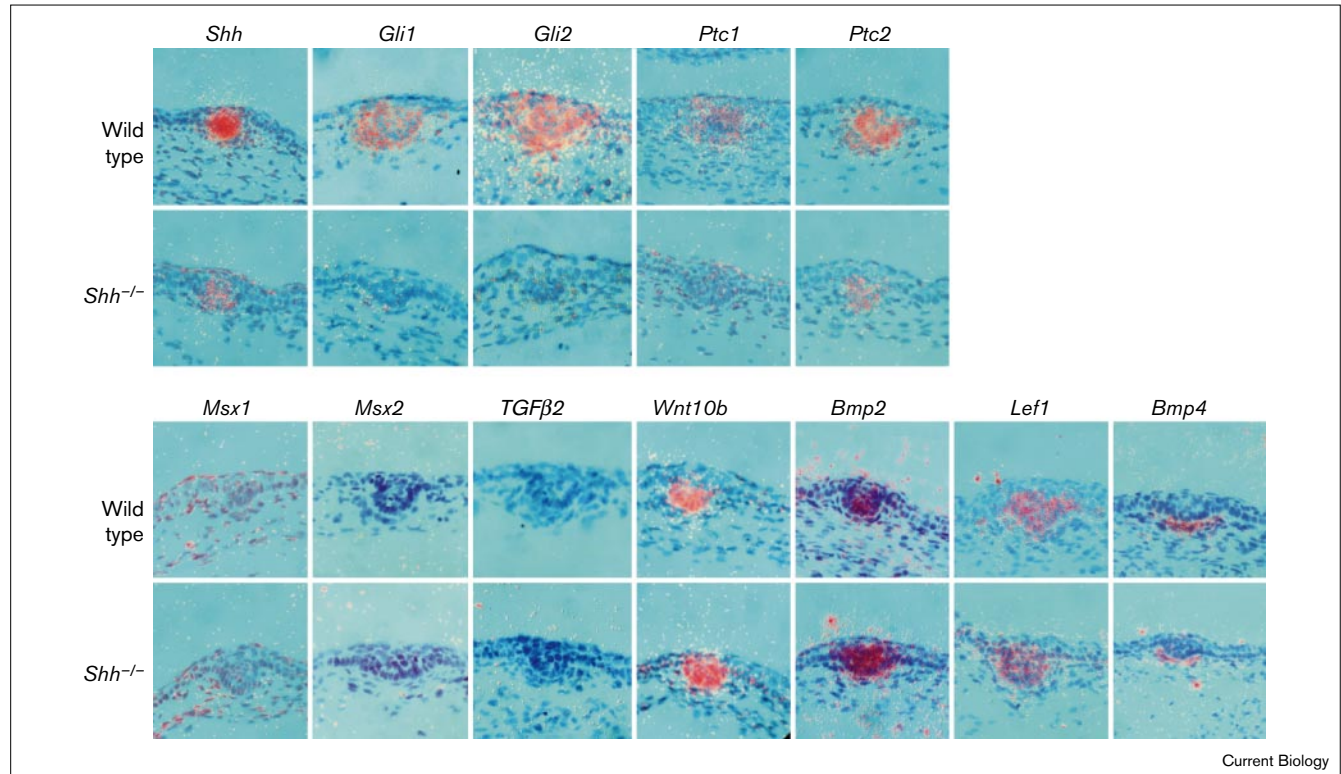 Shh Gli1 Gli2 Ptc1 Ptc2
Wild
type
Shh–/–
Msx1 Msx2 TGFβ2 Wnt10b Bmp2 Lef1 Bmp4
Wild
type
Shh–/–
Current Biology